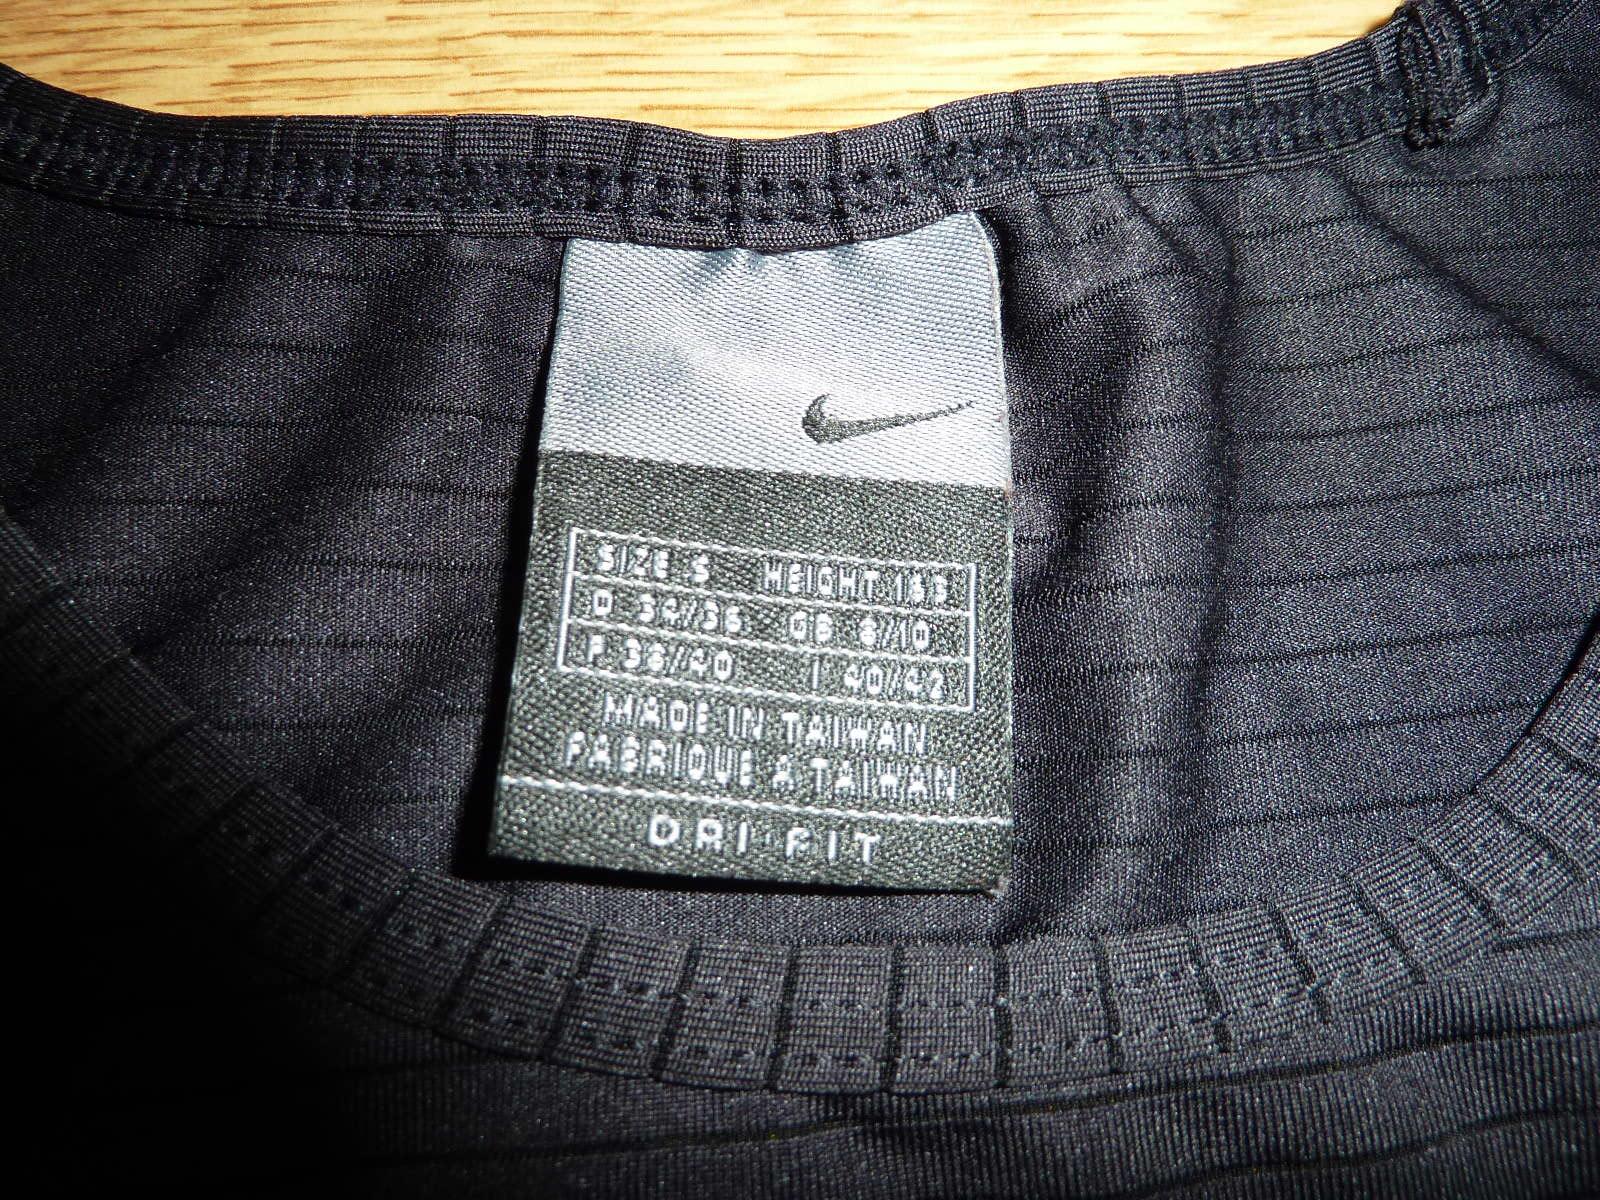 SIZE S HEIGHT 163
D 34//36 GB 8//10
F 38//40 I 40//42
MADE IN TAIWAN
FABRIQUE A TAIWAN
DRI·FIT